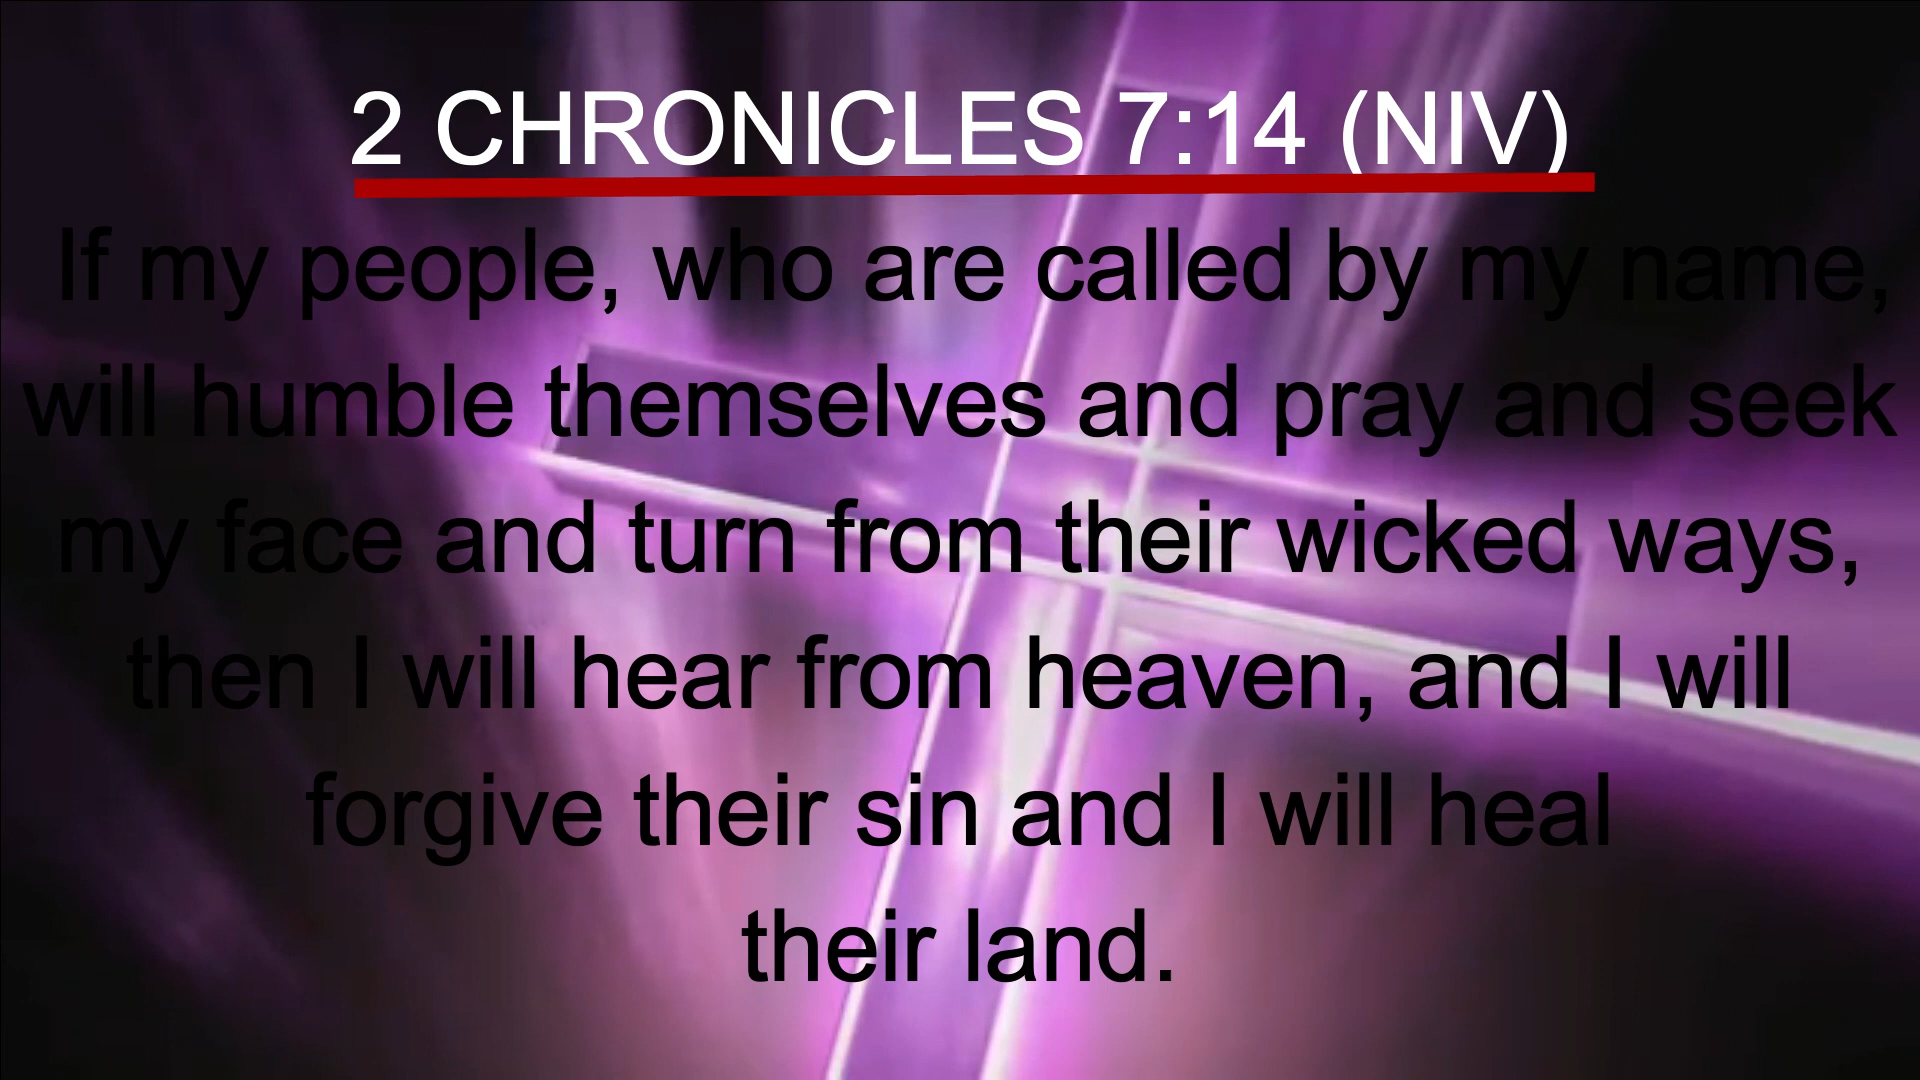 2 CHRONICLES 7:14 (NIV)
If my people, who are called by my name,
will humble themselves and pray and seek
my face and turn from their wicked ways,
then I will hear from heaven, and I will
forgive their sin and I will heal
their land.